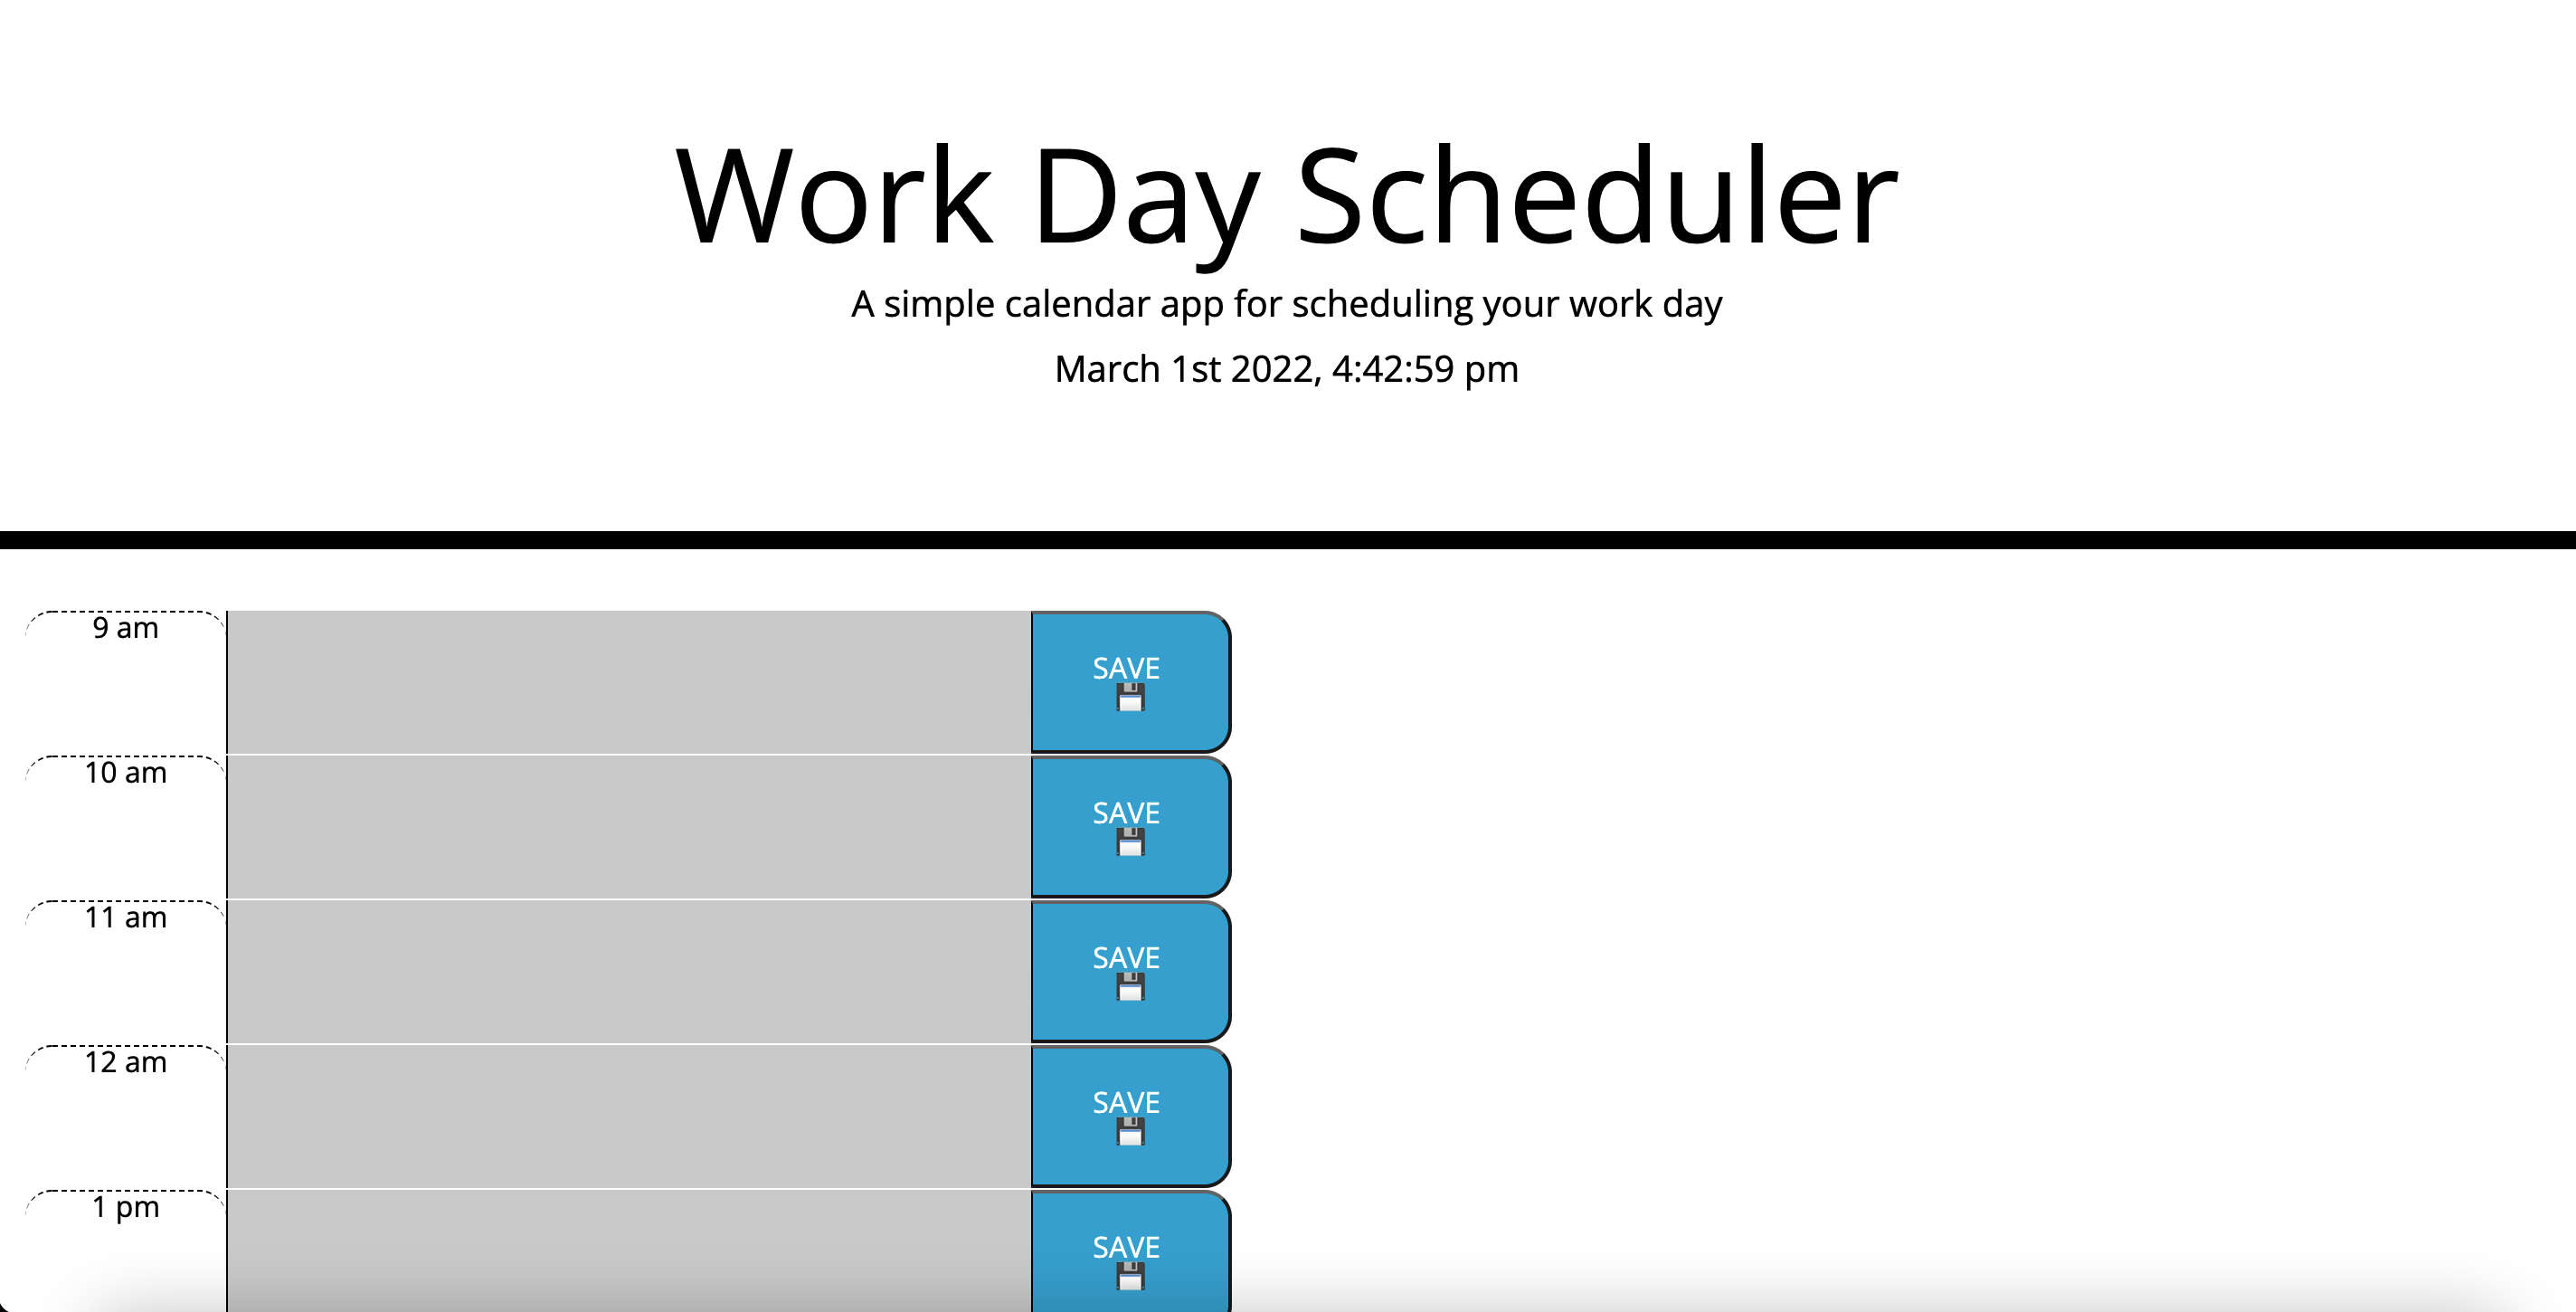 Work Day Scheduler
A simple calendar app for scheduling your work day
March 1st 2022, 4:42:59 pm
9 am
SAVE
10 am
SAVE
11 am
SAVE
12 am
SAVE
1 pm
SAVE